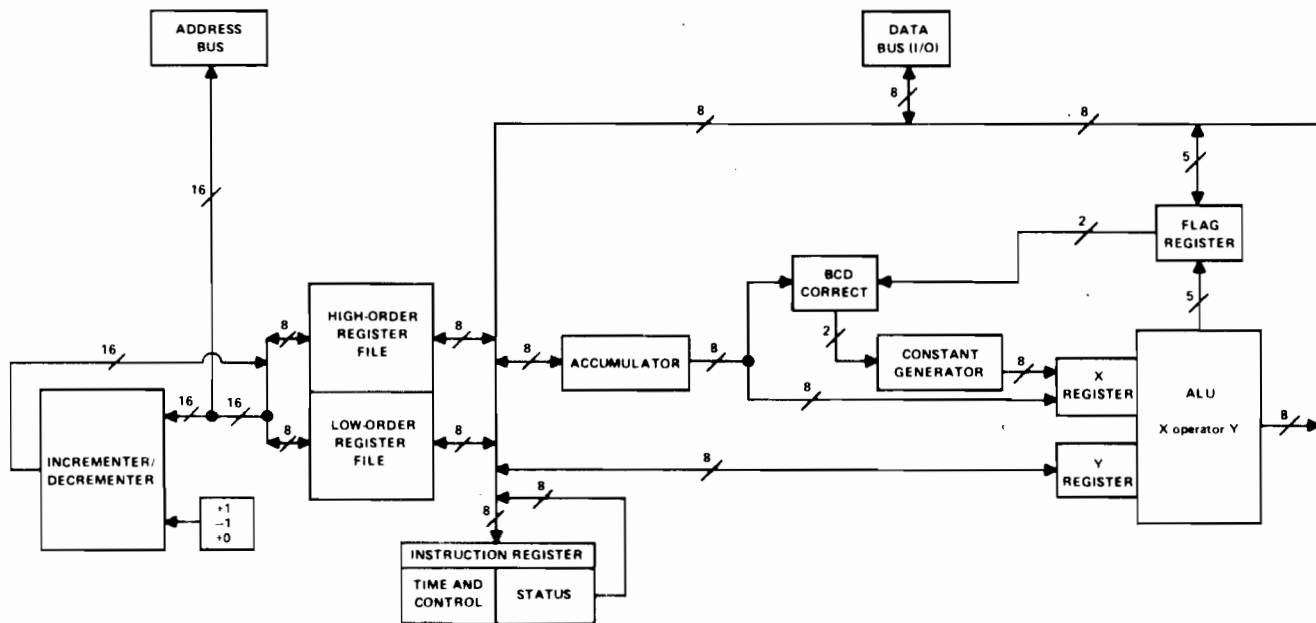 ADDRESS
BUS
DATA
BUS (I/O)
8
8
8
5
16
2
FLAG
REGISTER
BCD
CORRECT
5
HIGH-ORDER
REGISTER
FILE
8
8
2
16
8
ACCUMULATOR
8
CONSTANT
GENERATOR
8
X
REGISTER
ALU
X operator Y
8
8
16
16
LOW-ORDER
REGISTER
FILE
8
8
INCREMENTER/
DECREMENTER
8
Y
REGISTER
+1
−1
+0
8
8
INSTRUCTION REGISTER
TIME AND
CONTROL
STATUS